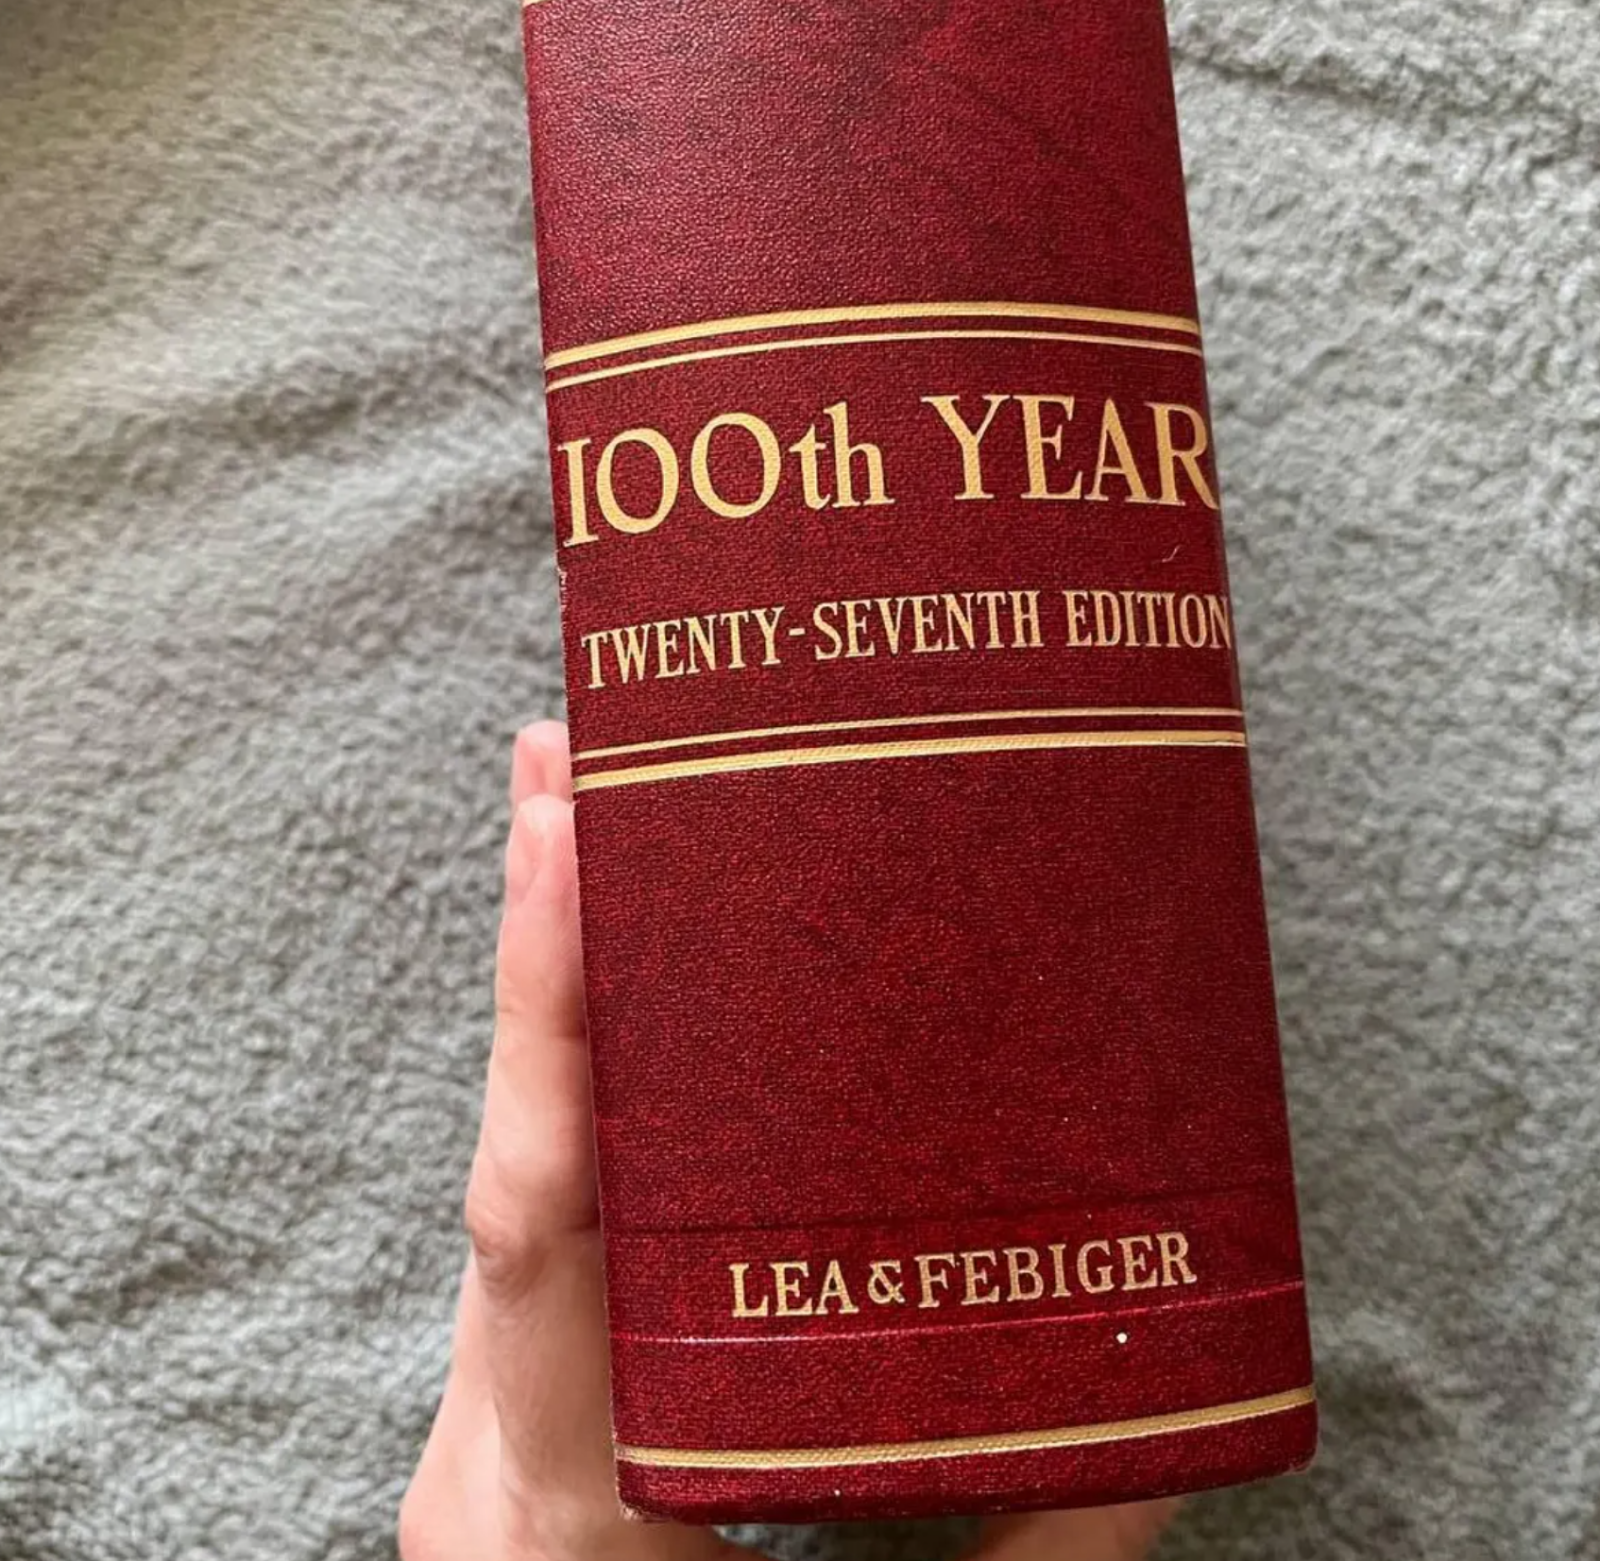 100th YEAR
TWENTY-SEVENTH EDITION
LEA & FEBIGER